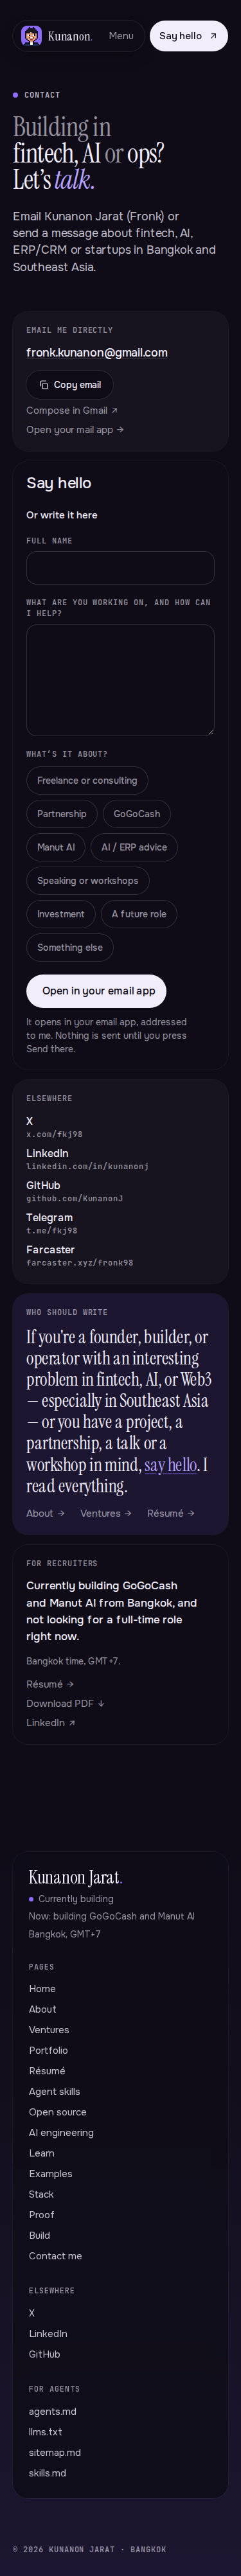 Kunanon.
Menu
Say hello ↗
CONTACT
Building in
fintech, AI or ops?
Let's talk.
Email Kunanon Jarat (Fronk) or
send a message about fintech, AI,
ERP/CRM or startups in Bangkok and
Southeast Asia.
EMAIL ME DIRECTLY
fronk.kunanon@gmail.com
Copy email
Compose in Gmail ↗
Open your mail app →
Say hello
Or write it here
FULL NAME
WHAT ARE YOU WORKING ON, AND HOW CAN
I HELP?
WHAT'S IT ABOUT?
Freelance or consulting
Partnership
GoGoCash
Manut AI
AI / ERP advice
Speaking or workshops
Investment
A future role
Something else
Open in your email app
It opens in your email app, addressed
to me. Nothing is sent until you press
Send there.
ELSEWHERE
X
x.com/fkj98
LinkedIn
linkedin.com/in/kunanonj
GitHub
github.com/KunanonJ
Telegram
t.me/fkj98
Farcaster
farcaster.xyz/fronk98
WHO SHOULD WRITE
If you're a founder, builder, or
operator with an interesting
problem in fintech, AI, or Web3
— especially in Southeast Asia
— or you have a project, a
partnership, a talk or a
workshop in mind, say hello. I
read everything.
About →
Ventures →
Résumé →
FOR RECRUITERS
Currently building GoGoCash
and Manut AI from Bangkok, and
not looking for a full-time role
right now.
Bangkok time, GMT+7.
Résumé →
Download PDF ↓
LinkedIn ↗
Kunanon Jarat.
Currently building
Now: building GoGoCash and Manut AI
Bangkok, GMT+7
PAGES
Home
About
Ventures
Portfolio
Résumé
Agent skills
Open source
AI engineering
Learn
Examples
Stack
Proof
Build
Contact me
ELSEWHERE
X
LinkedIn
GitHub
FOR AGENTS
agents.md
llms.txt
sitemap.md
skills.md
© 2026 KUNANON JARAT · BANGKOK